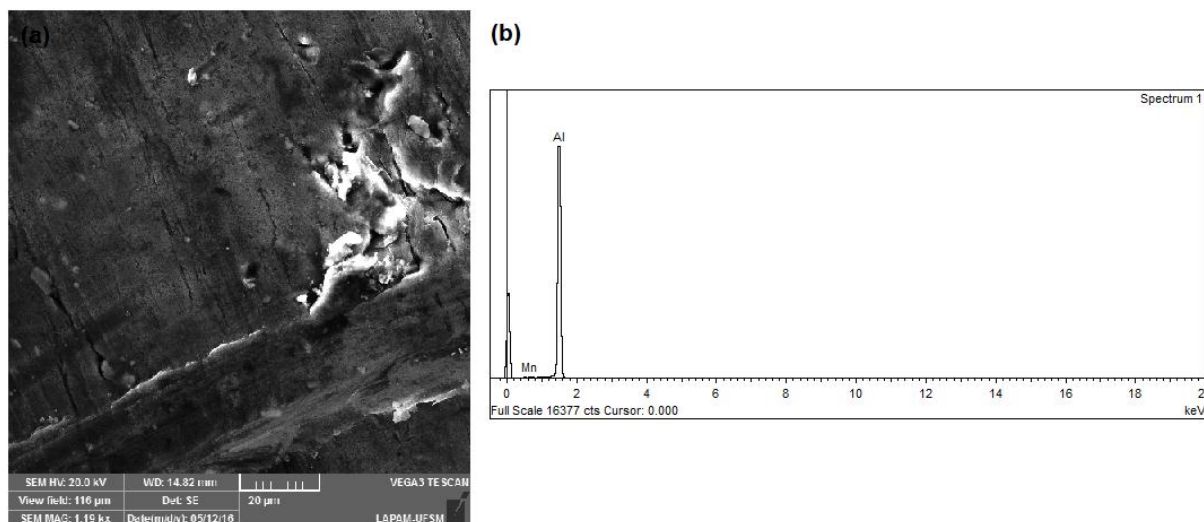 (a)
(b)
Spectrum 1
Al
Mn
0 2 4 6 8 10 12 14 16 18 2
Full Scale 16377 cts Cursor: 0.000 keV
SEM HV: 20.0 kV WD: 14.82 mm VEGA3 TESCAN
View field: 116 µm Det: SE 20 µm
SEM MAG: 1.19 kx Date(m/d/y): 05/12/16 LAPAM-UFSM